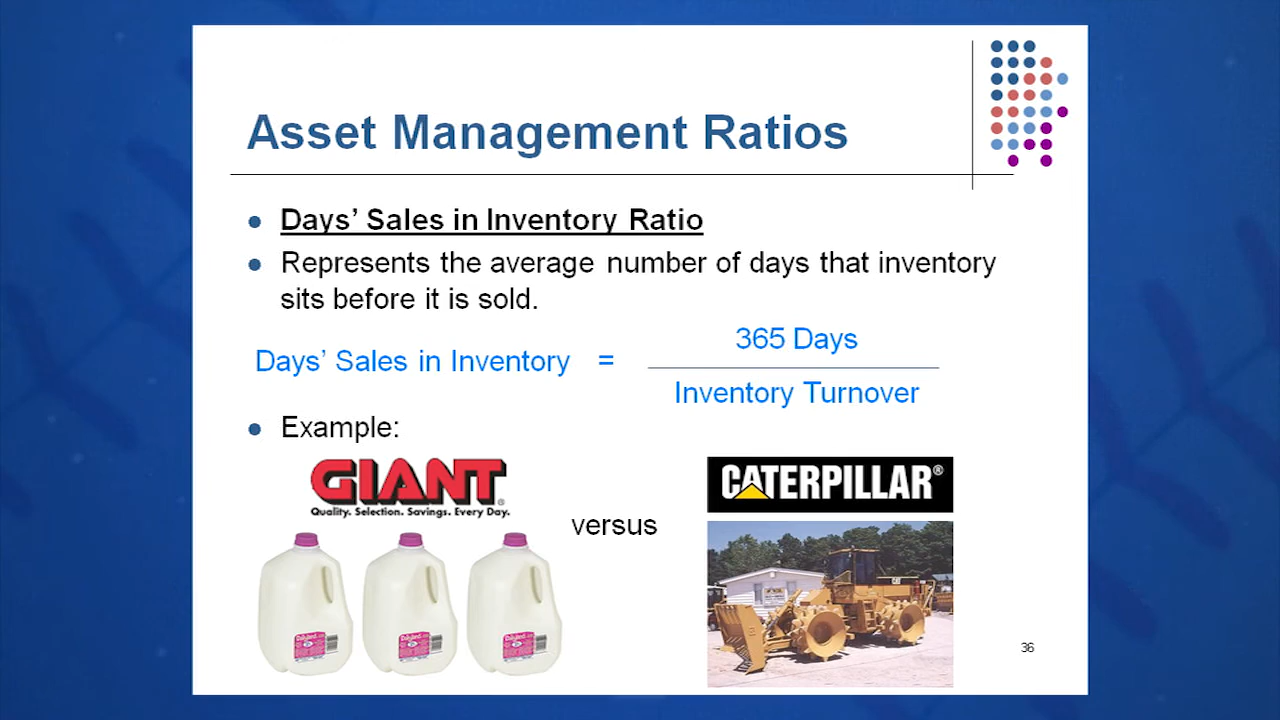 Asset Management Ratios
Days' Sales in Inventory Ratio
Represents the average number of days that inventory
sits before it is sold.
Days' Sales in Inventory = 365 Days
Inventory Turnover
Example:
GIANT®
Quality. Selection. Savings. Every Day.
versus
CATERPILLAR®
CAT
36